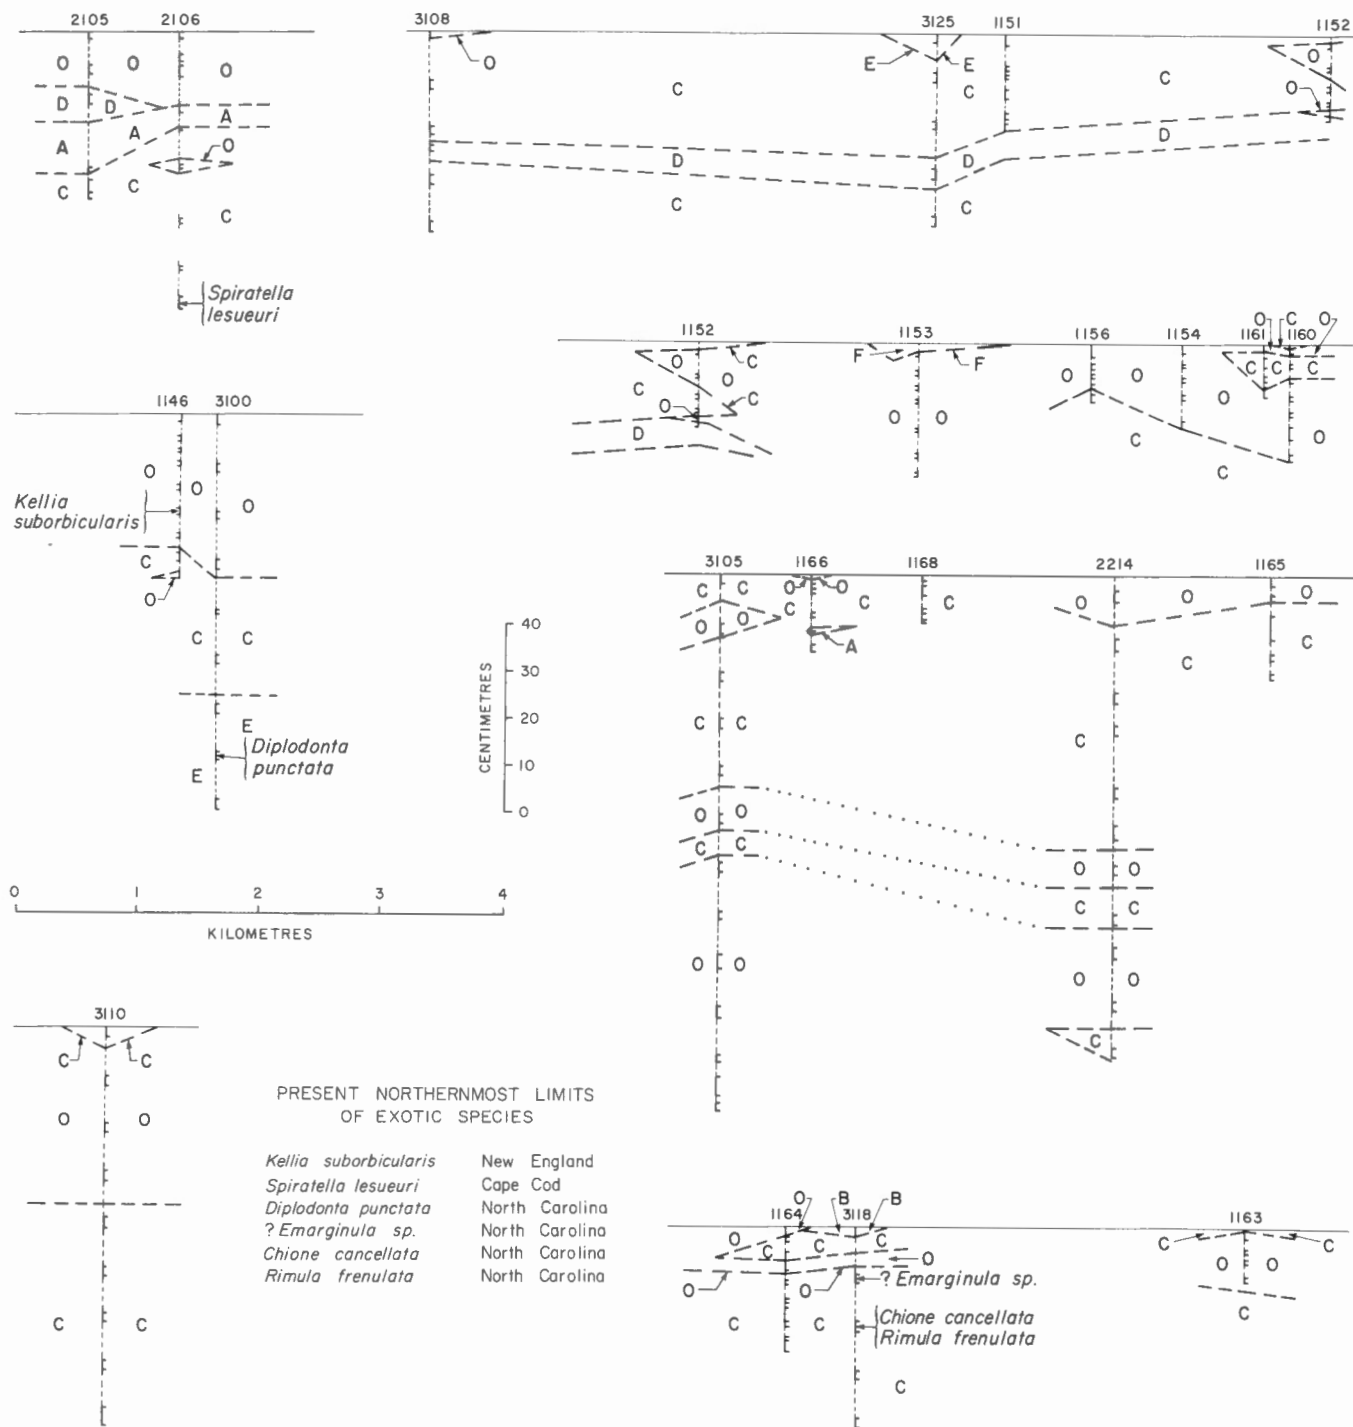 2105 2106 3108 3125 1151 1152
O O O O E E C C C O
D D A O D D D
A A O C C C
C C C
Spiratella
lesueuri
1152 1153 1156 1154 1161 1160
O C C O
O C O D
F F
O O
O O O C C
O C O
C C O
1146 3100
O O O
Kellia
suborbicularis
C
O
C C
E
E
Diplodonta
punctata
CENTIMETRES
40
30
20
10
0
3105 1166 1168 2214 1165
C C O O C C C
O O A
O O O
C C
C C C
O O
C C
O O
O O
C C
O O
C
0 1 2 3 4
KILOMETRES
3110
C C
O O
C C
PRESENT NORTHERNMOST LIMITS
OF EXOTIC SPECIES
Kellia suborbicularis New England
Spiratella lesueuri Cape Cod
Diplodonta punctata North Carolina
? Emarginula sp. North Carolina
Chione cancellata North Carolina
Rimula frenulata North Carolina
O B B
1164 3118 1163
O C C C O
O O
C C
C
? Emarginula sp.
Chione cancellata
Rimula frenulata
C C
O O
C